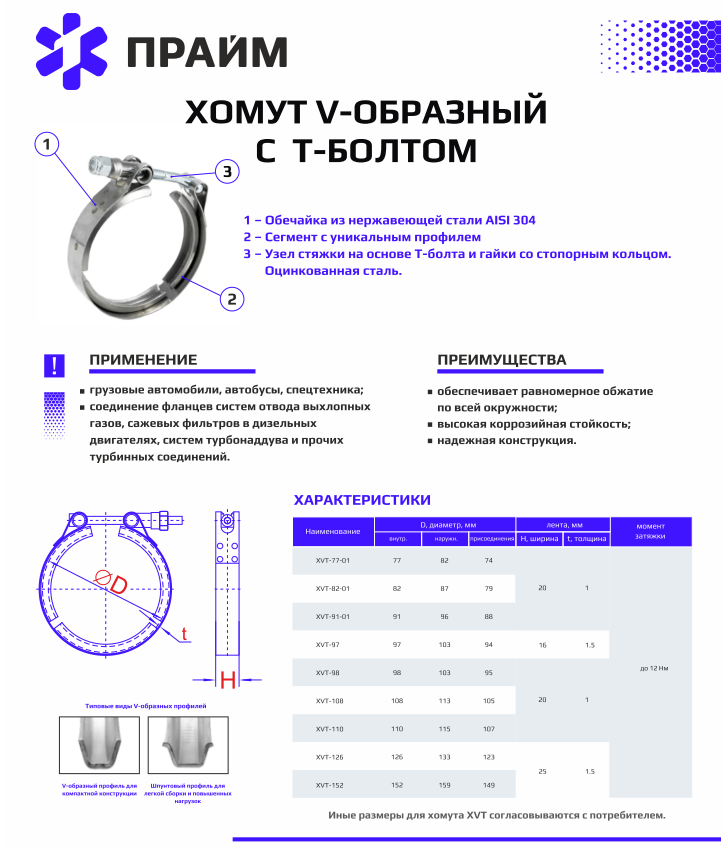 ПРАЙМ
ХОМУТ V-ОБРАЗНЫЙ
С Т-БОЛТОМ
1
3
2
1 – Обечайка из нержавеющей стали AISI 304
2 – Сегмент с уникальным профилем
3 – Узел стяжки на основе Т-болта и гайки со стопорным кольцом.
Оцинкованная сталь.
!
ПРИМЕНЕНИЕ
грузовые автомобили, автобусы, спецтехника;
соединение фланцев систем отвода выхлопных
газов, сажевых фильтров в дизельных
двигателях, систем турбонаддува и прочих
турбинных соединений.
ПРЕИМУЩЕСТВА
обеспечивает равномерное обжатие
по всей окружности;
высокая коррозийная стойкость;
надежная конструкция.
ØD
t
H
Типовые виды V-образных профилей
V-образный профиль для
компактной конструкции
Шпунтовый профиль для
легкой сборки и повышенных
нагрузок
ХАРАКТЕРИСТИКИ
Наименование D, диаметр, мм лента, мм момент затяжки
внутр. наружн. присоединения H, ширина t, толщина
XVT-77-01 77 82 74
XVT-82-01 82 87 79 20 1
XVT-91-01 91 96 88
XVT-97 97 103 94 16 1.5
до 12 Нм
XVT-98 98 103 95
XVT-108 108 113 105 20 1
XVT-110 110 115 107
XVT-126 126 133 123
25 1.5
XVT-152 152 159 149
Иные размеры для хомута XVT согласовываются с потребителем.